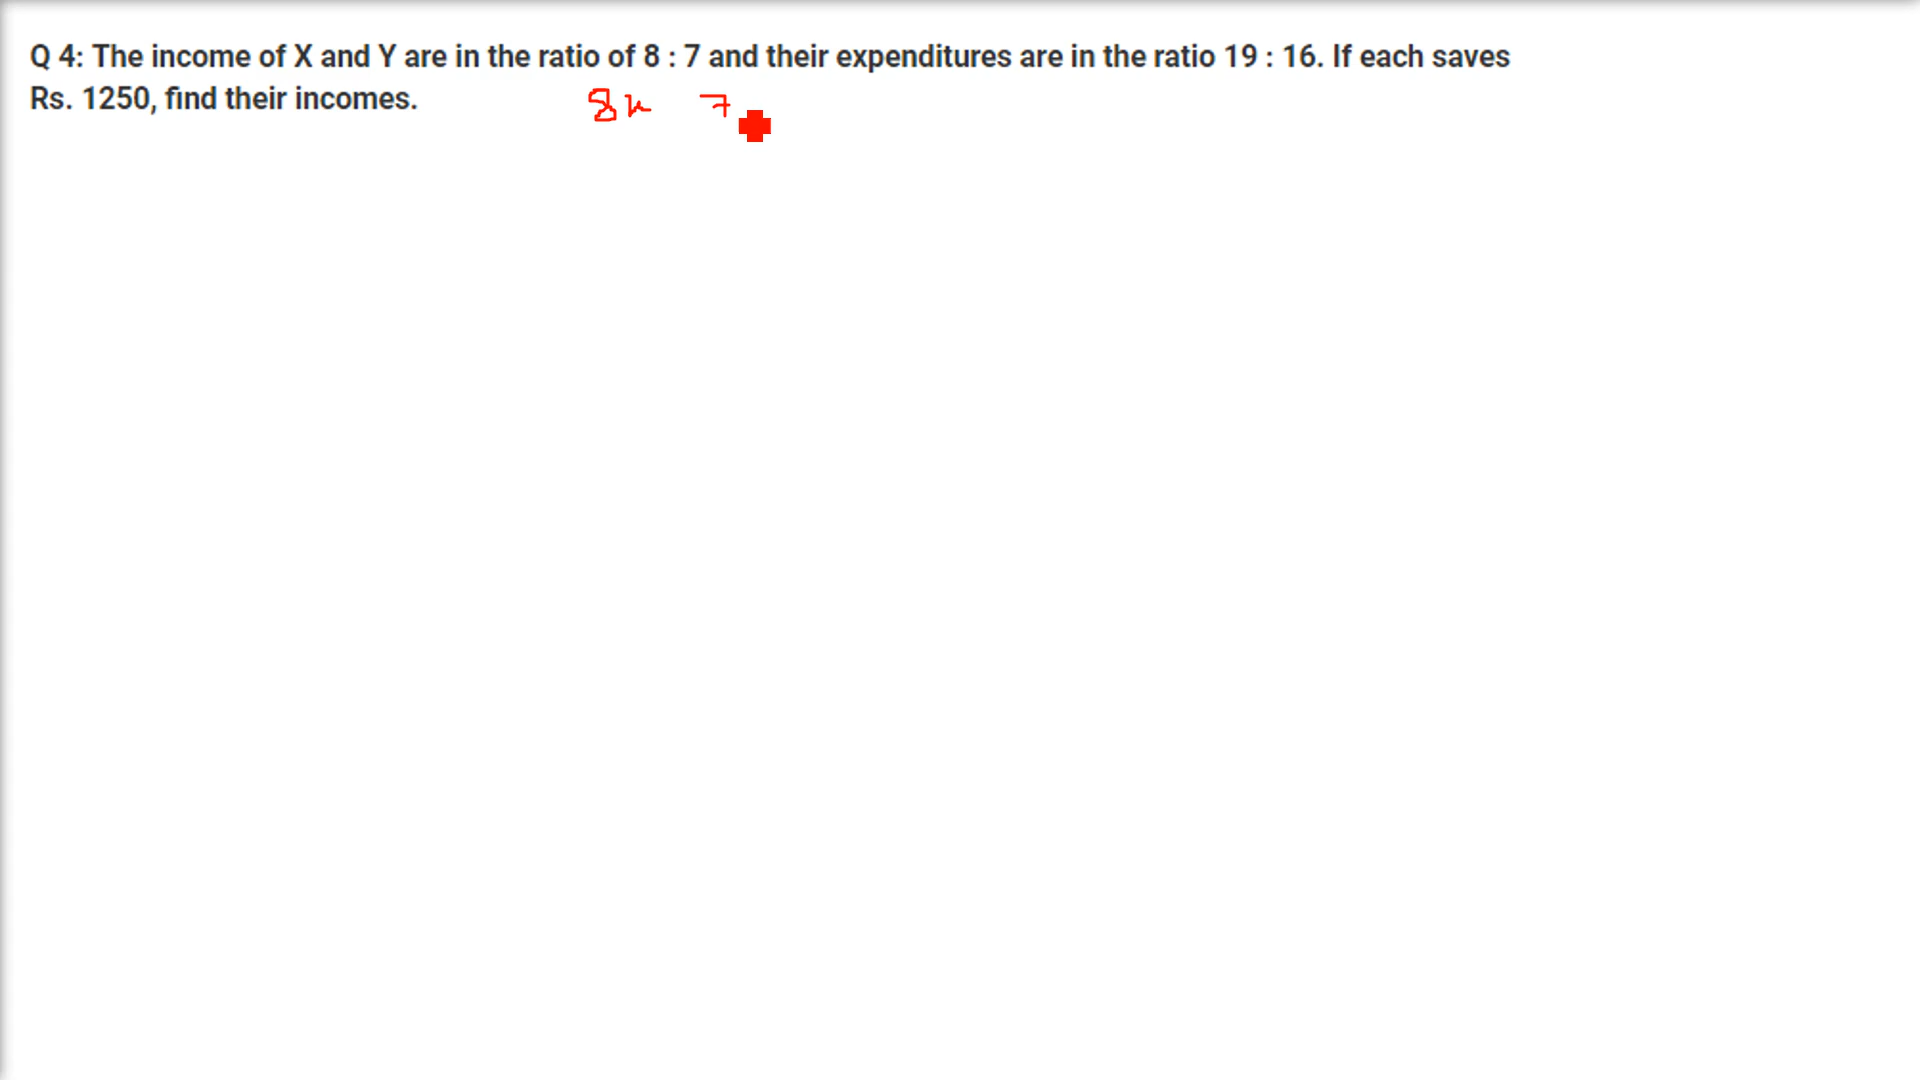 Q 4: The income of X and Y are in the ratio of 8 : 7 and their expenditures are in the ratio 19 : 16. If each saves
Rs. 1250, find their incomes.
8x 7